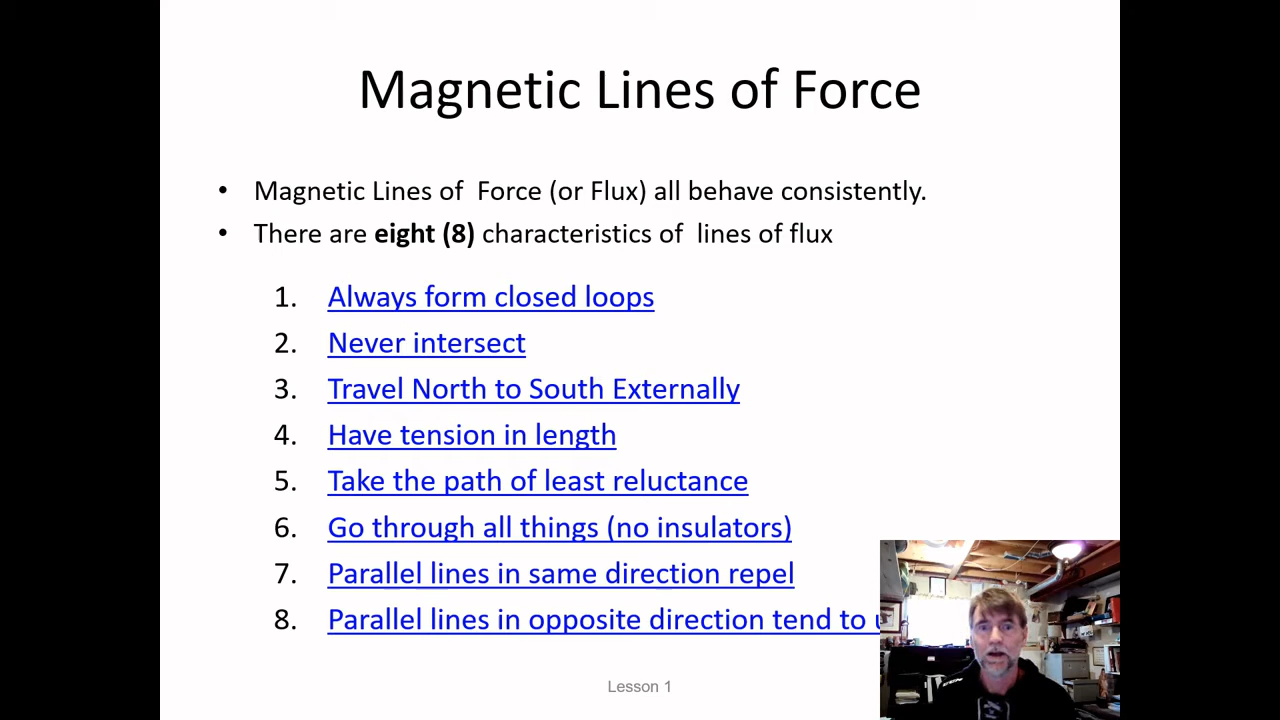 Magnetic Lines of Force
• Magnetic Lines of  Force (or Flux) all behave consistently.
• There are eight (8) characteristics of  lines of flux
1. Always form closed loops
2. Never intersect
3. Travel North to South Externally
4. Have tension in length
5. Take the path of least reluctance
6. Go through all things (no insulators)
7. Parallel lines in same direction repel
8. Parallel lines in opposite direction tend to
Lesson 1